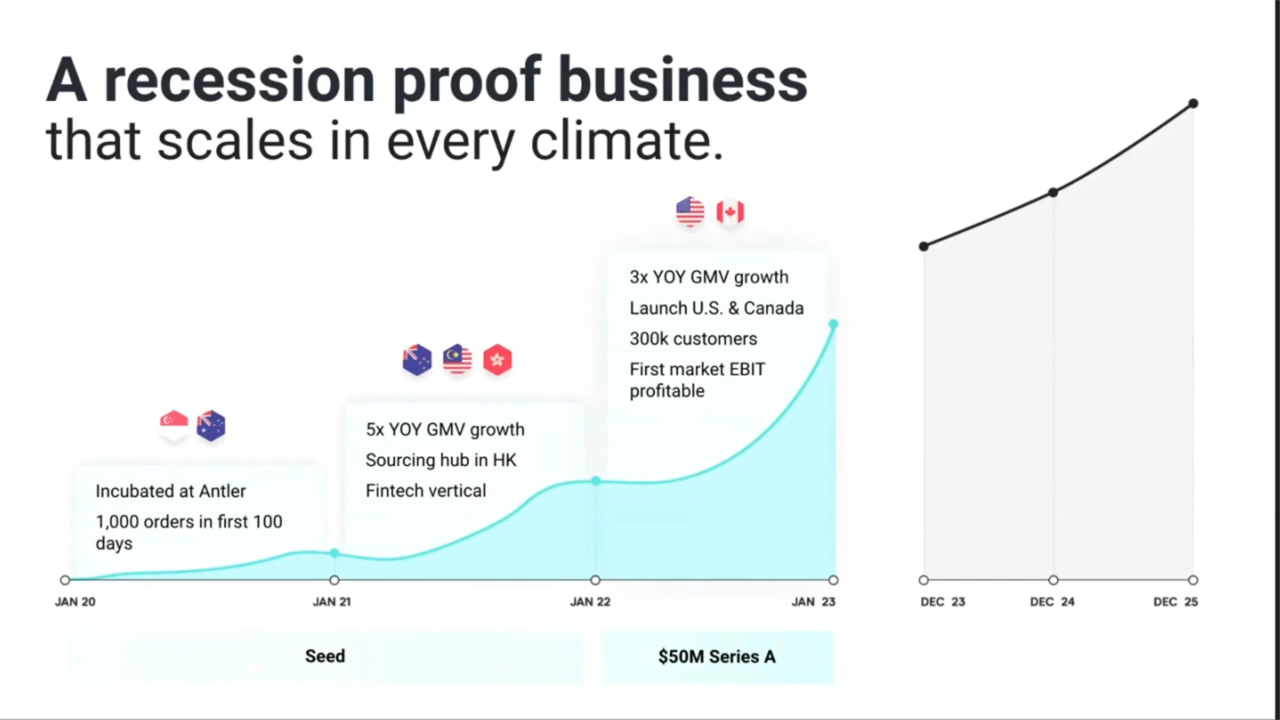 A recession proof business
that scales in every climate.
Incubated at Antler
1,000 orders in first 100
days
5x YOY GMV growth
Sourcing hub in HK
Fintech vertical
3x YOY GMV growth
Launch U.S. & Canada
300k customers
First market EBIT
profitable
JAN 20
JAN 21
JAN 22
JAN 23
DEC 23
DEC 24
DEC 25
Seed
$50M Series A